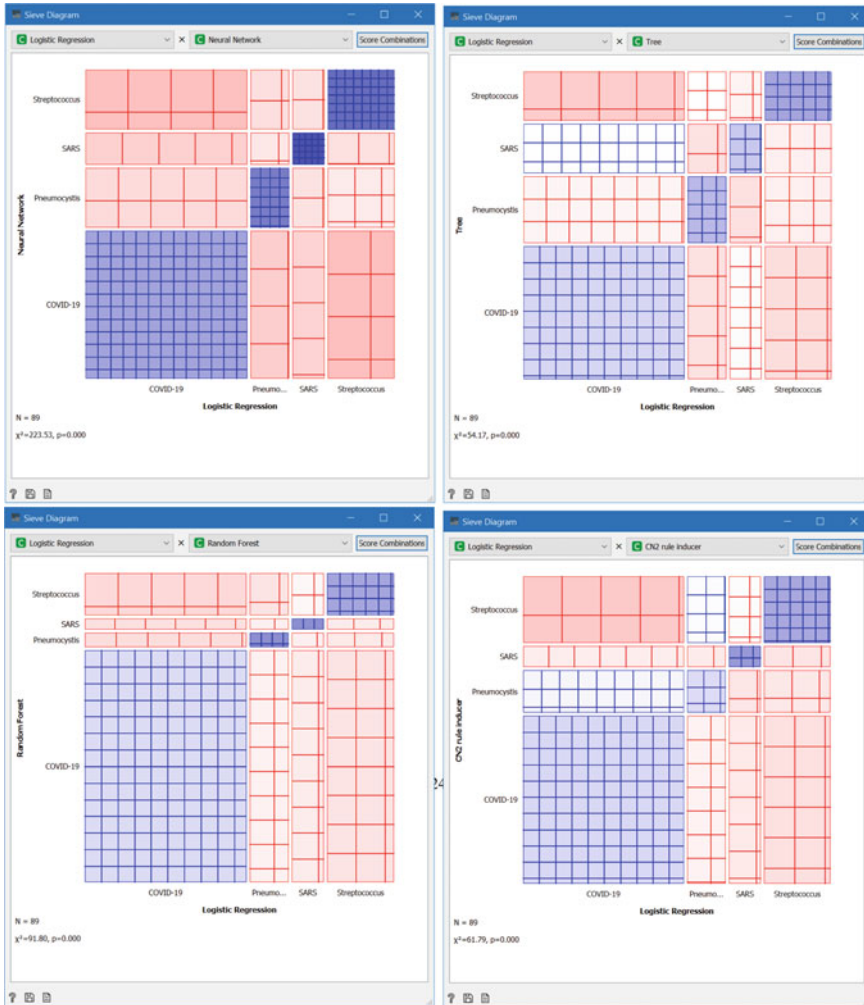 Sieve Diagram
C Logistic Regression × C Neural Network Score Combinations
Streptococcus
SARS
Pneumocystis
COVID-19
Neural Network
COVID-19 Pneumo... SARS Streptococcus
Logistic Regression
N = 89
χ²=223.53, p=0.000
?
Sieve Diagram
C Logistic Regression × C Tree Score Combinations
Streptococcus
SARS
Pneumocystis
COVID-19
Tree
COVID-19 Pneumo... SARS Streptococcus
Logistic Regression
N = 89
χ²=54.17, p=0.000
?
Sieve Diagram
C Logistic Regression × C Random Forest Score Combinations
Streptococcus
SARS
Pneumocystis
COVID-19
Random Forest
COVID-19 Pneumo... SARS Streptococcus
Logistic Regression
N = 89
χ²=91.80, p=0.000
?
24
Sieve Diagram
C Logistic Regression × C CN2 rule inducer Score Combinations
Streptococcus
SARS
Pneumocystis
COVID-19
CN2 rule inducer
COVID-19 Pneumo... SARS Streptococcus
Logistic Regression
N = 89
χ²=61.79, p=0.000
?